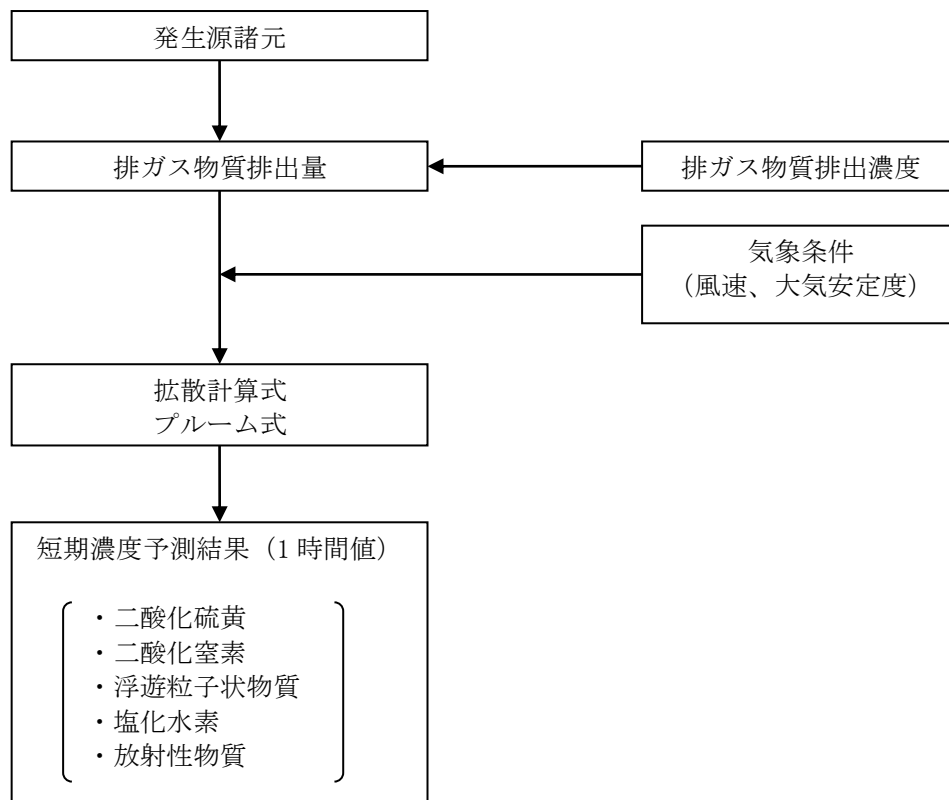 発生源諸元
排ガス物質排出量
排ガス物質排出濃度
気象条件
（風速、大気安定度）
拡散計算式
プルーム式
短期濃度予測結果（1 時間値）
・二酸化硫黄
・二酸化窒素
・浮遊粒子状物質
・塩化水素
・放射性物質